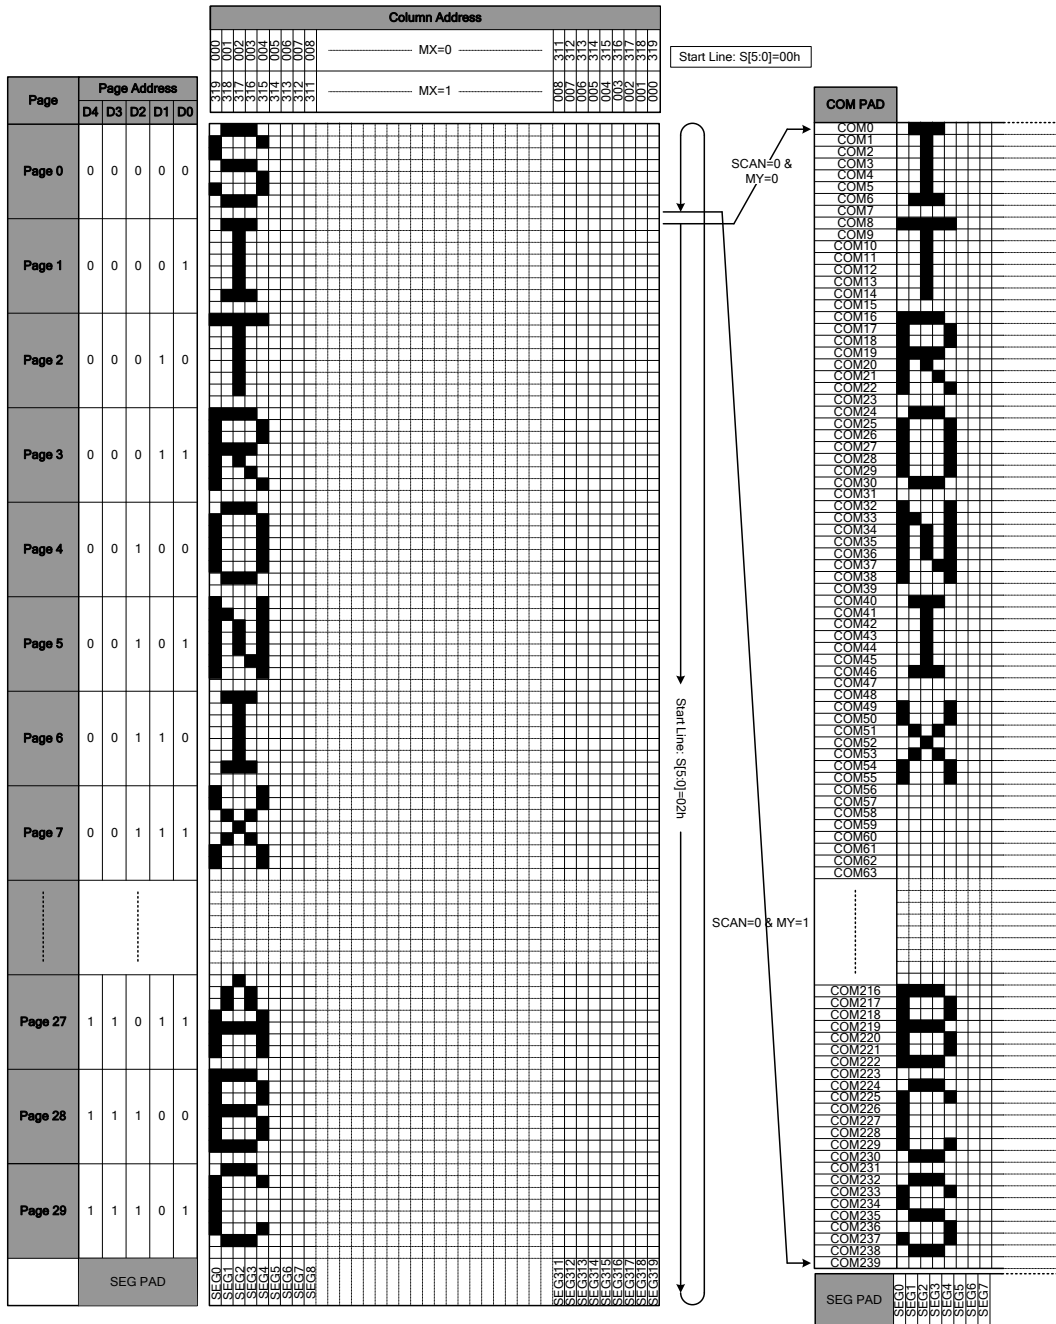 Column Address
000 001 002 003 004 005 006 007 008 MX=0 311 312 313 314 315 316 317 318 319
319 318 317 316 315 314 313 312 311 MX=1 008 007 006 005 004 003 002 001 000
Start Line: S[5:0]=00h
Page Page Address
D4 D3 D2 D1 D0
Page 0 0 0 0 0 0
Page 1 0 0 0 0 1
Page 2 0 0 0 1 0
Page 3 0 0 0 1 1
Page 4 0 0 1 0 0
Page 5 0 0 1 0 1
Page 6 0 0 1 1 0
Page 7 0 0 1 1 1
Page 27 1 1 0 1 1
Page 28 1 1 1 0 0
Page 29 1 1 1 0 1
SEG PAD
S
I
T
R
O
N
I
X
A
B
C
SEG0 SEG1 SEG2 SEG3 SEG4 SEG5 SEG6 SEG7 SEG8 SEG311 SEG312 SEG313 SEG314 SEG315 SEG316 SEG317 SEG318 SEG319
Start Line: S[5:0]=02h
SCAN=0 &
MY=0
SCAN=0 & MY=1
COM PAD
COM0
COM1
COM2
COM3
COM4
COM5
COM6
COM7
COM8
COM9
COM10
COM11
COM12
COM13
COM14
COM15
COM16
COM17
COM18
COM19
COM20
COM21
COM22
COM23
COM24
COM25
COM26
COM27
COM28
COM29
COM30
COM31
COM32
COM33
COM34
COM35
COM36
COM37
COM38
COM39
COM40
COM41
COM42
COM43
COM44
COM45
COM46
COM47
COM48
COM49
COM50
COM51
COM52
COM53
COM54
COM55
COM56
COM57
COM58
COM59
COM60
COM61
COM62
COM63
COM216
COM217
COM218
COM219
COM220
COM221
COM222
COM223
COM224
COM225
COM226
COM227
COM228
COM229
COM230
COM231
COM232
COM233
COM234
COM235
COM236
COM237
COM238
COM239
I
T
R
O
N
I
X
B
C
S
SEG PAD SEG0 SEG1 SEG2 SEG3 SEG4 SEG5 SEG6 SEG7